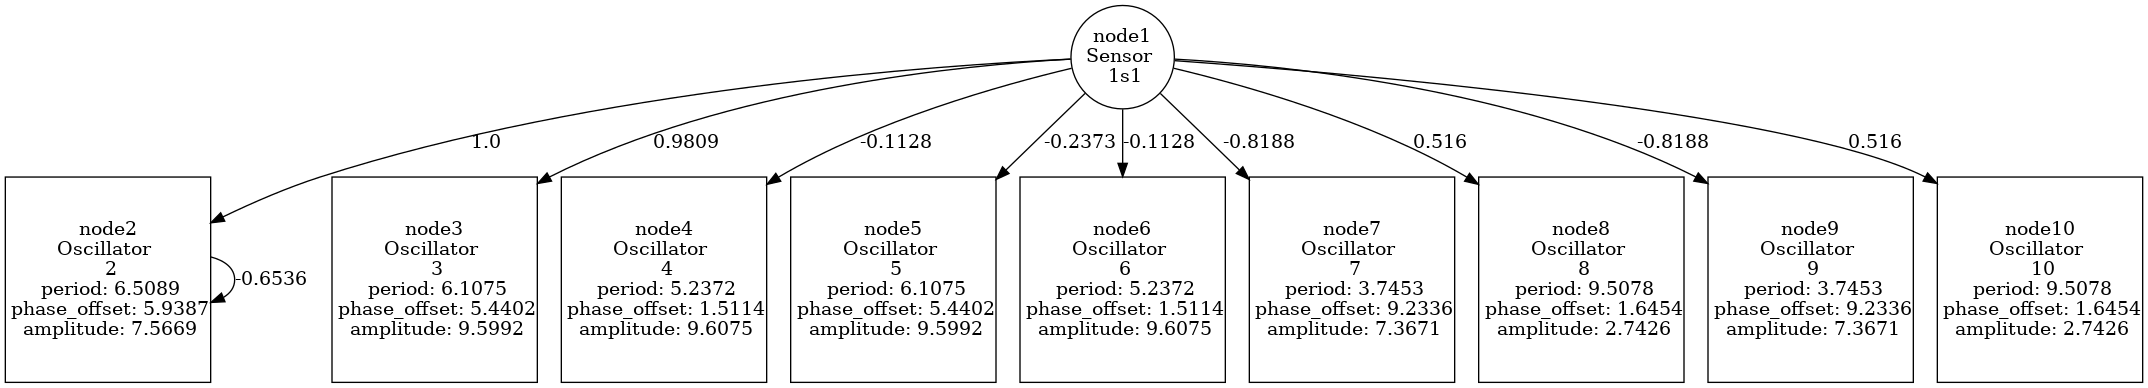 node1
Sensor
1s1
1.0
0.9809
-0.1128
-0.2373
-0.1128
-0.8188
0.516
-0.8188
0.516
node2
Oscillator
2
period: 6.5089
phase_offset: 5.9387
amplitude: 7.5669
-0.6536
node3
Oscillator
3
period: 6.1075
phase_offset: 5.4402
amplitude: 9.5992
node4
Oscillator
4
period: 5.2372
phase_offset: 1.5114
amplitude: 9.6075
node5
Oscillator
5
period: 6.1075
phase_offset: 5.4402
amplitude: 9.5992
node6
Oscillator
6
period: 5.2372
phase_offset: 1.5114
amplitude: 9.6075
node7
Oscillator
7
period: 3.7453
phase_offset: 9.2336
amplitude: 7.3671
node8
Oscillator
8
period: 9.5078
phase_offset: 1.6454
amplitude: 2.7426
node9
Oscillator
9
period: 3.7453
phase_offset: 9.2336
amplitude: 7.3671
node10
Oscillator
10
period: 9.5078
phase_offset: 1.6454
amplitude: 2.7426